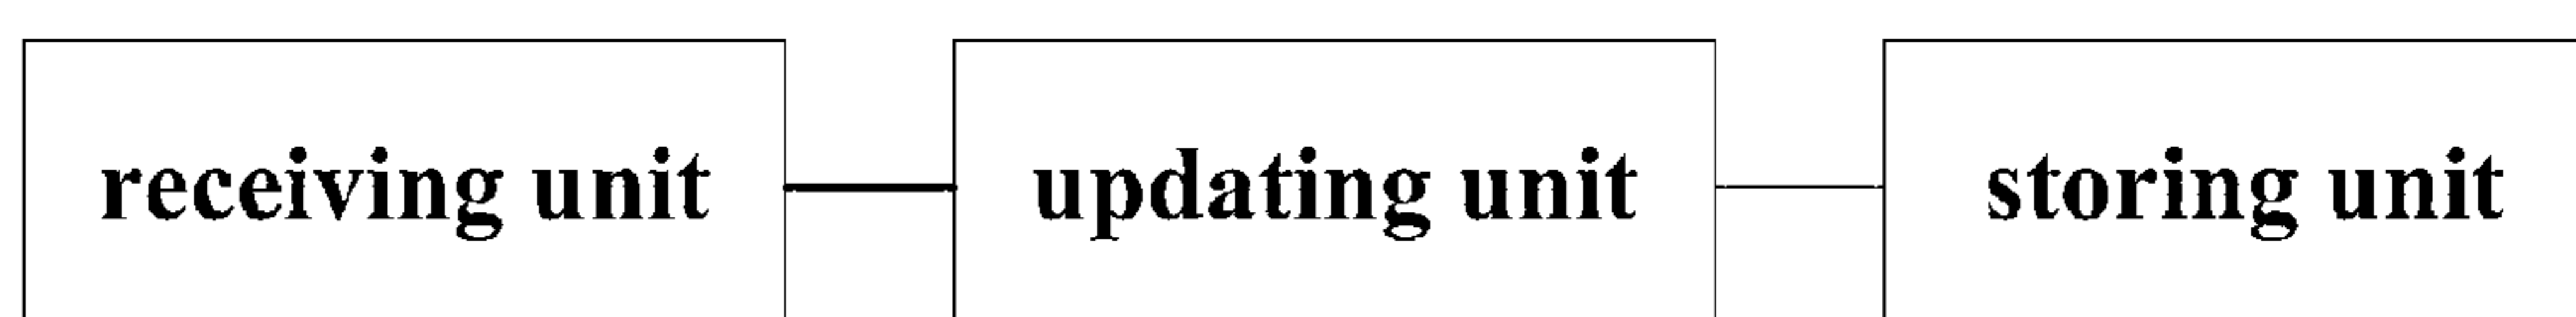 receiving unit
updating unit
storing unit